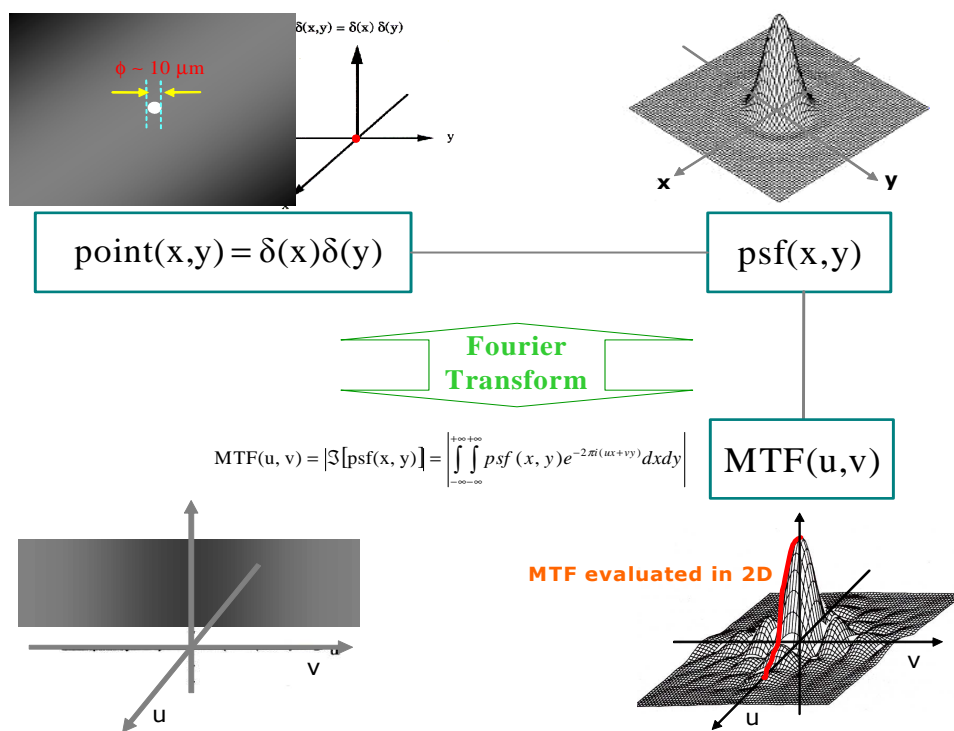 δ(x,y) = δ(x) δ(y)
ϕ ~ 10 μm
y
x
x
y
point(x,y) = δ(x)δ(y)
psf(x,y)
Fourier
Transform
MTF(u, v) = |ℑ[psf(x, y)]| = |∫_{-∞}^{+∞} ∫_{-∞}^{+∞} psf(x, y)e^{-2πi(ux+vy)}dxdy|
MTF(u,v)
MTF evaluated in 2D
u
v
u
v
u